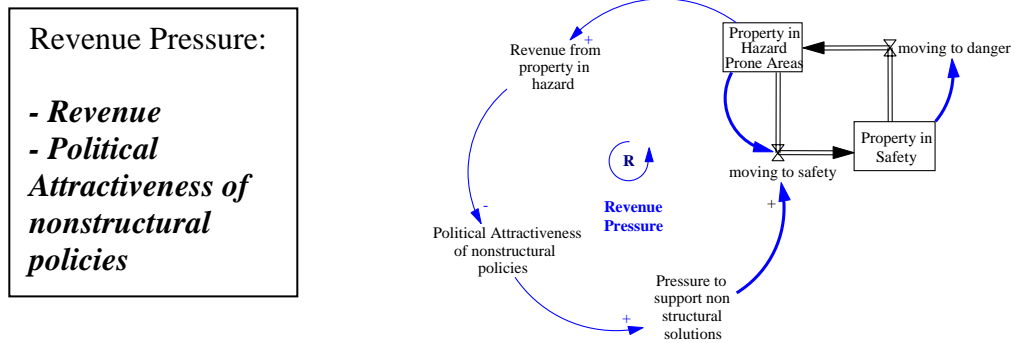 Revenue Pressure:
- Revenue
- Political
Attractiveness of
nonstructural
policies
+
Revenue from
property in
hazard
Property in
Hazard
Prone Areas
moving to danger
Property in
Safety
moving to safety
+
R
Revenue
Pressure
-
Political Attractiveness
of nonstructural
policies
+
Pressure to
support non
structural
solutions